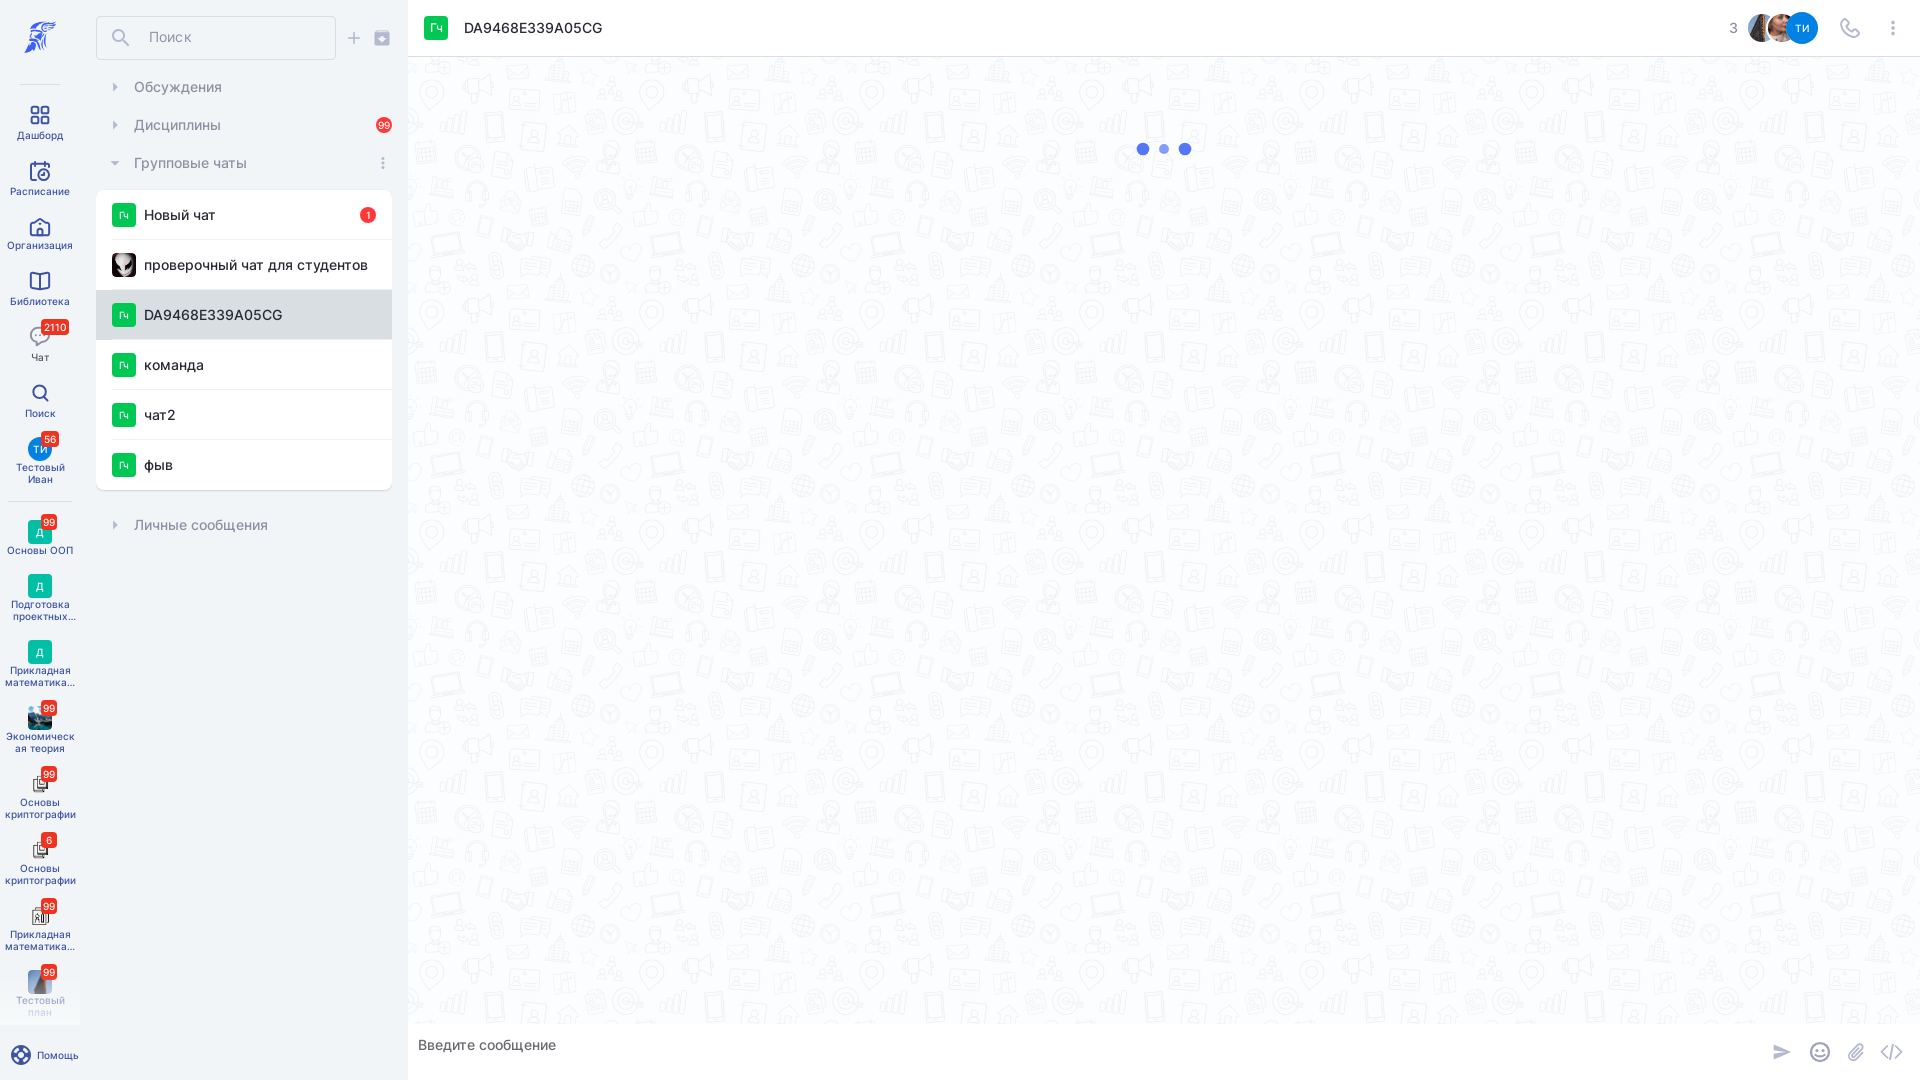 Дашборд
Расписание
Организация
Библиотека
2110
Чат
Поиск
56
ТИ
Тестовый
Иван
99
Д
Основы ООП
Д
Подготовка
проектных...
Д
Прикладная
математика...
99
Экономическ
ая теория
99
Основы
криптографии
6
Основы
криптографии
99
Прикладная
математика...
99
Тестовый
план
Помощь
Поиск
Обсуждения
Дисциплины
99
Групповые чаты
Гч
Новый чат
1
проверочный чат для студентов
Гч
DA9468E339A05CG
Гч
команда
Гч
чат2
Гч
фыв
Личные сообщения
Гч
DA9468E339A05CG
3
ТИ
Введите сообщение